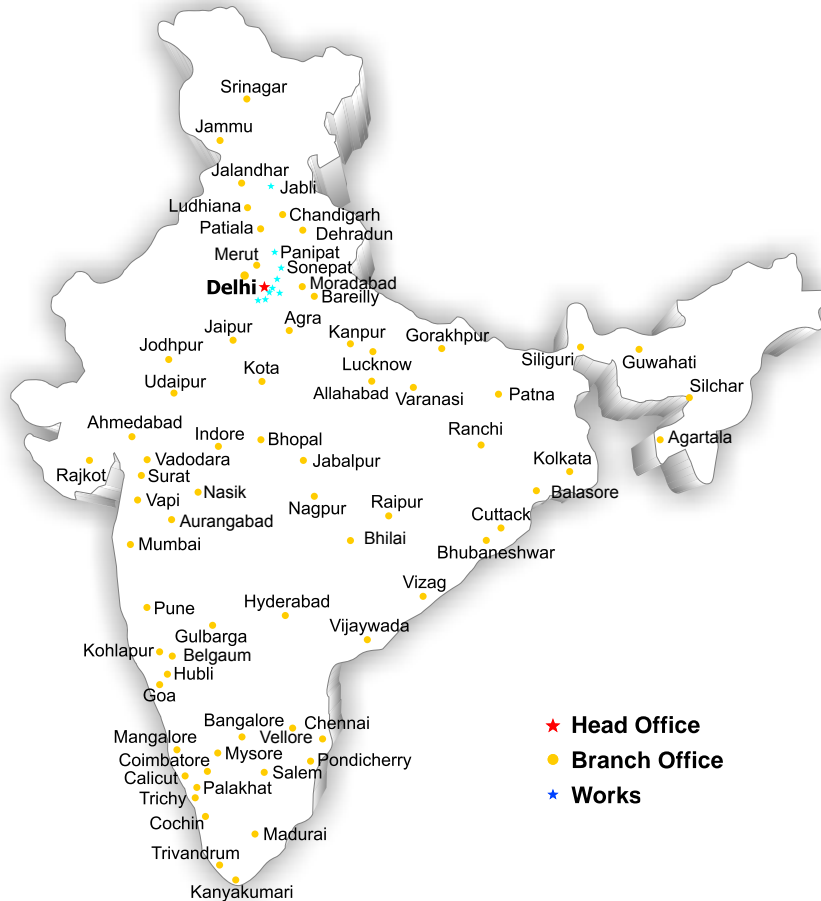 Srinagar
Jammu
Jalandhar
Jabli
Ludhiana
Chandigarh
Patiala
Dehradun
Merut
Panipat
Sonepat
Delhi
Moradabad
Bareilly
Agra
Jaipur
Kanpur
Gorakhpur
Jodhpur
Lucknow
Siliguri
Guwahati
Kota
Udaipur
Allahabad
Varanasi
Patna
Silchar
Ahmedabad
Indore
Bhopal
Ranchi
Agartala
Vadodara
Jabalpur
Kolkata
Rajkot
Surat
Nasik
Balasore
Vapi
Nagpur
Raipur
Aurangabad
Cuttack
Mumbai
Bhilai
Bhubaneshwar
Vizag
Pune
Hyderabad
Gulbarga
Vijaywada
Kohlapur
Belgaum
Hubli
Goa
Bangalore
Chennai
Mangalore
Vellore
Mysore
Coimbatore
Pondicherry
Calicut
Salem
Palakhat
Trichy
Cochin
Madurai
Trivandrum
Kanyakumari
Head Office
Branch Office
Works